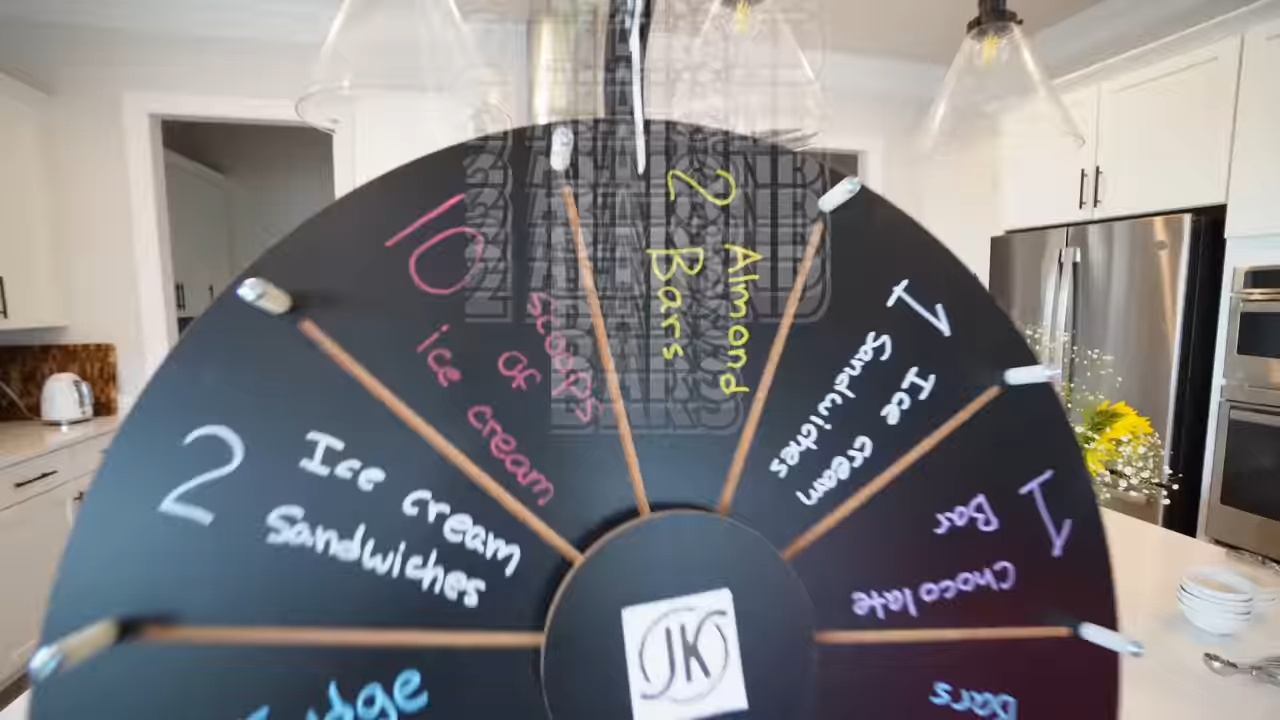 2
Ice cream
Sandwiches
10
scoops
of
ice cream
2 Almond
Bars
1 Ice cream
Sandwiches
1 Chocolate
Bar
Bars
JK
2 ALMOND
BARS